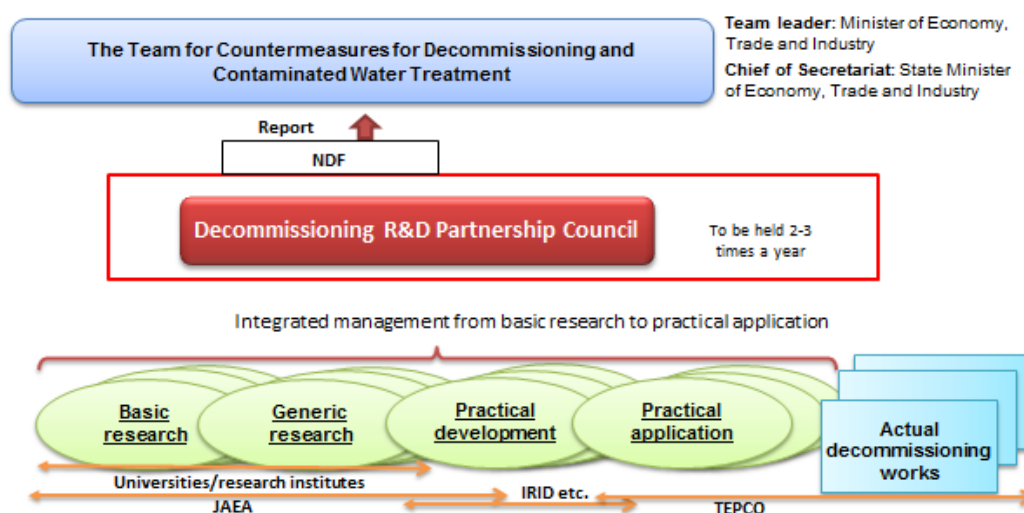 The Team for Countermeasures for Decommissioning and
Contaminated Water Treatment
Team leader: Minister of Economy,
Trade and Industry
Chief of Secretariat: State Minister
of Economy, Trade and Industry
Report
NDF
Decommissioning R&D Partnership Council
To be held 2-3
times a year
Integrated management from basic research to practical application
Basic
research
Generic
research
Practical
development
Practical
application
Actual
decommissioning
works
Universities/research institutes
JAEA
IRID etc.
TEPCO